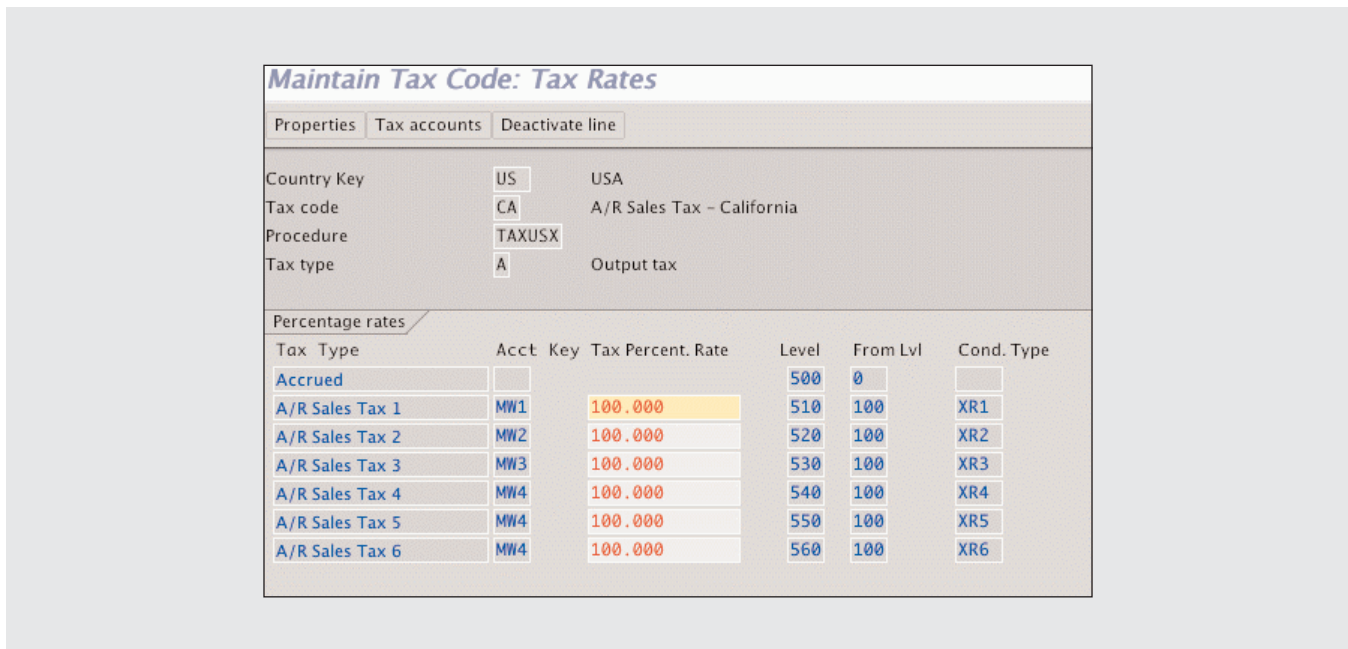 Maintain Tax Code: Tax Rates
Properties Tax accounts Deactivate line
Country Key US USA
Tax code CA A/R Sales Tax – California
Procedure TAXUSX
Tax type A Output tax
Percentage rates
Tax Type Acct Key Tax Percent. Rate Level From Lvl Cond. Type
Accrued 500 0
A/R Sales Tax 1 MW1 100.000 510 100 XR1
A/R Sales Tax 2 MW2 100.000 520 100 XR2
A/R Sales Tax 3 MW3 100.000 530 100 XR3
A/R Sales Tax 4 MW4 100.000 540 100 XR4
A/R Sales Tax 5 MW4 100.000 550 100 XR5
A/R Sales Tax 6 MW4 100.000 560 100 XR6